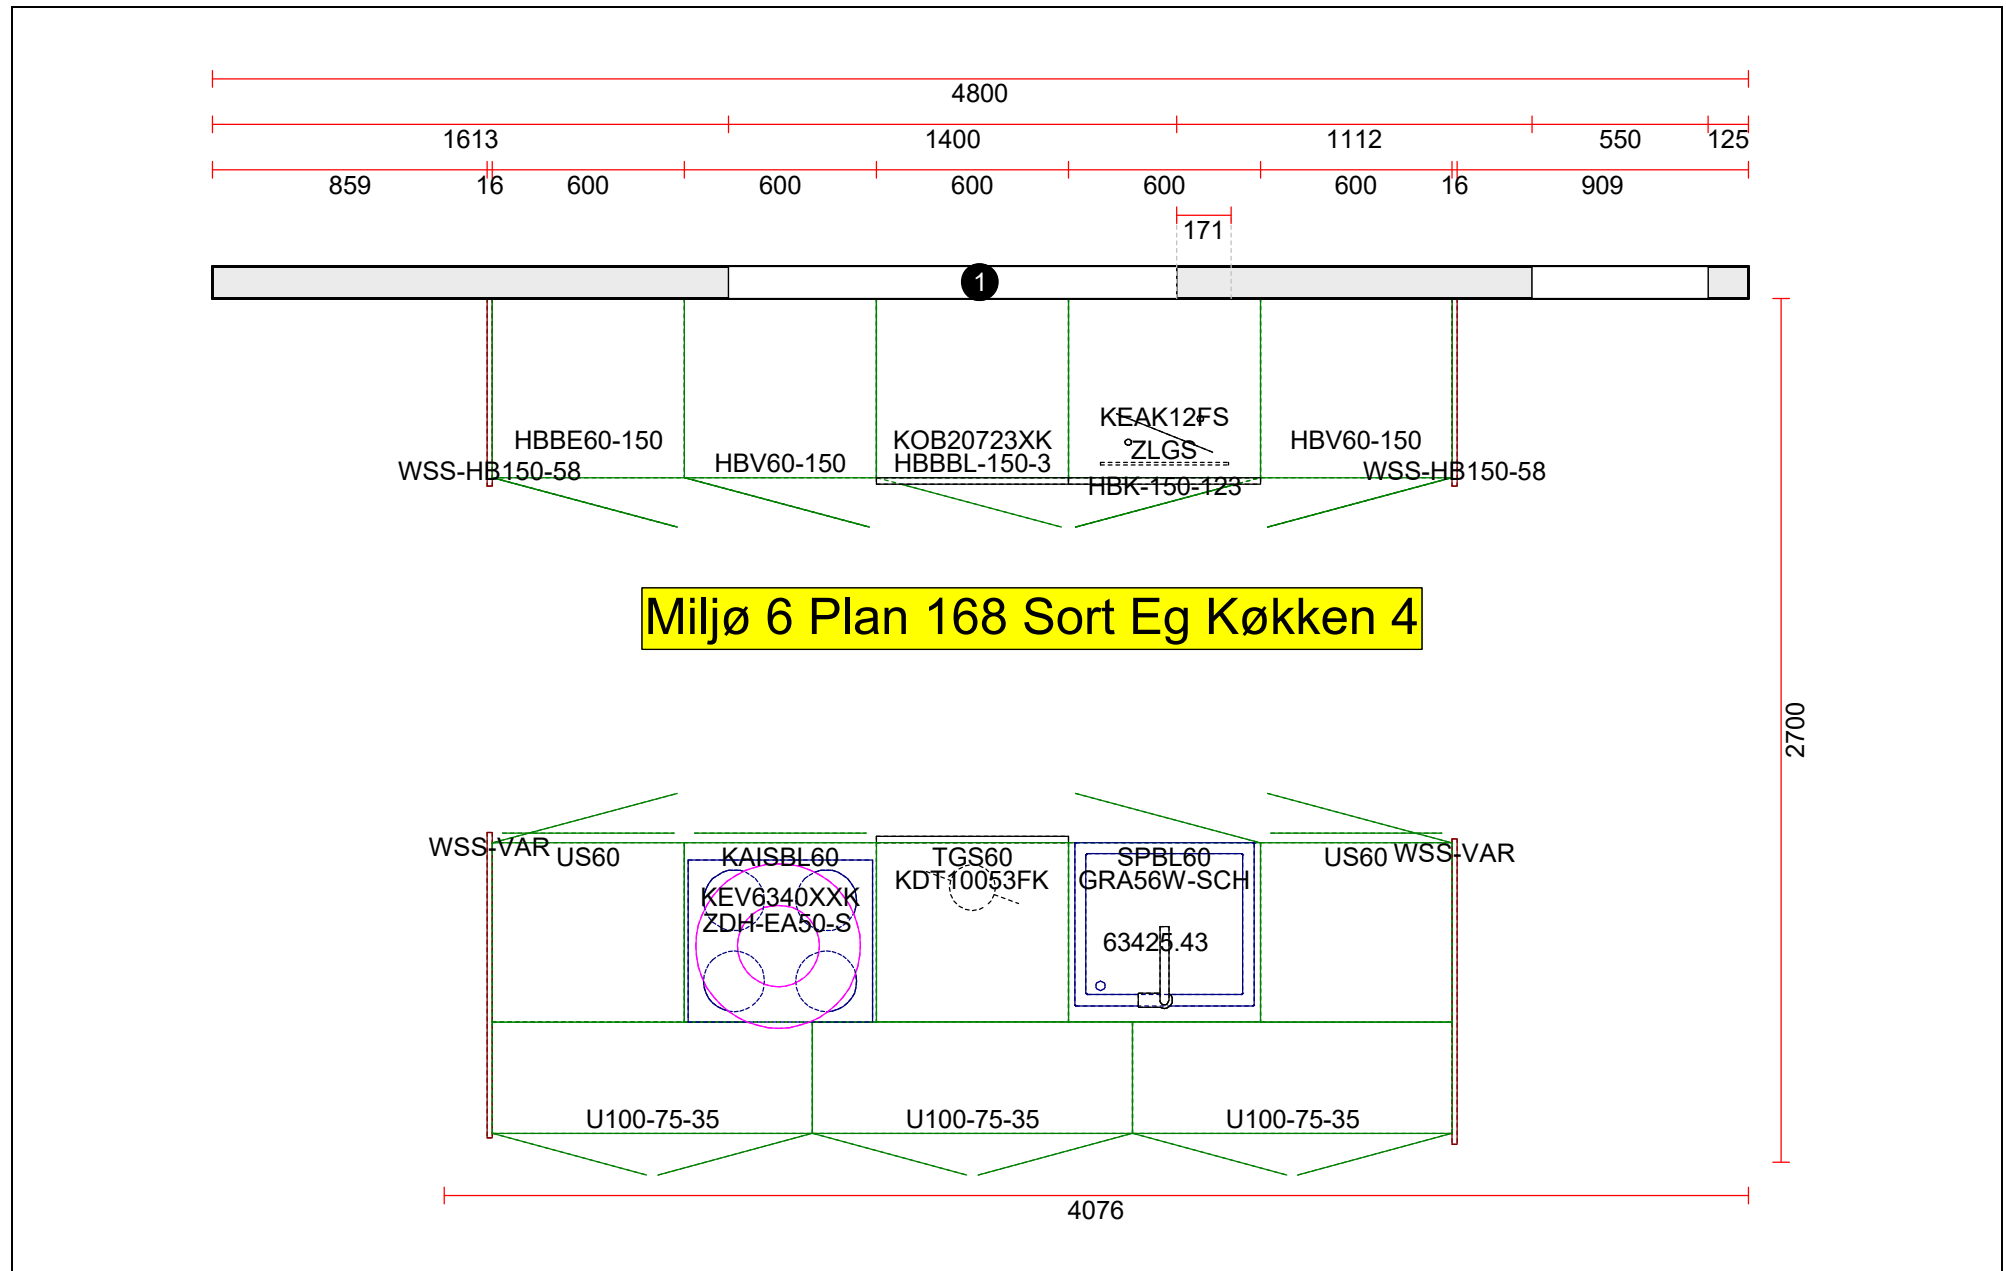 4800
1613 1400 1112 550 125
859 16 600 600 600 600 600 16 909
171
1
KEAK12FS
HBBE60-150 KOB20723XK ZLGS HBV60-150
WSS-HB150-58 HBV60-150 HBBBL-150-3 WSS-HB150-58
HBK-150-123
Miljø 6 Plan 168 Sort Eg Køkken 4
2700
WSS-VAR US60 KAISBL60 TGS60 SPBL60 US60 WSS-VAR
KEV6340XXK KDT10053FK GRA56W-SCH
ZDH-EA50-S
63425.43
U100-75-35 U100-75-35 U100-75-35
4076